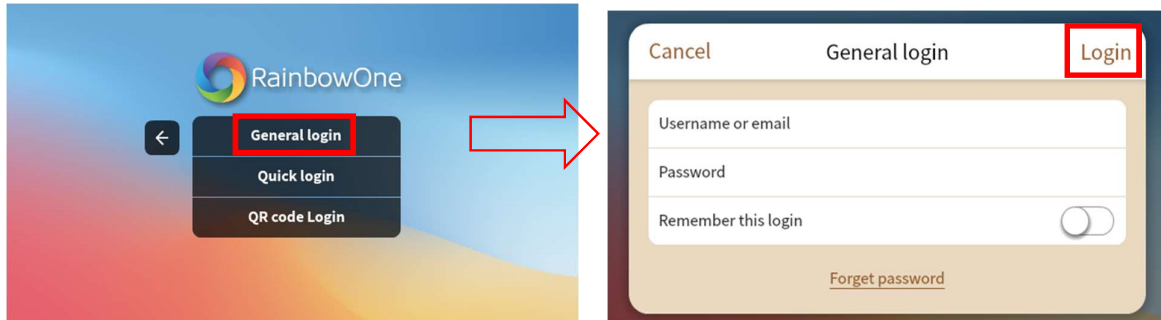 RainbowOne
General login
Quick login
QR code Login
Cancel General login Login
Username or email
Password
Remember this login
Forget password